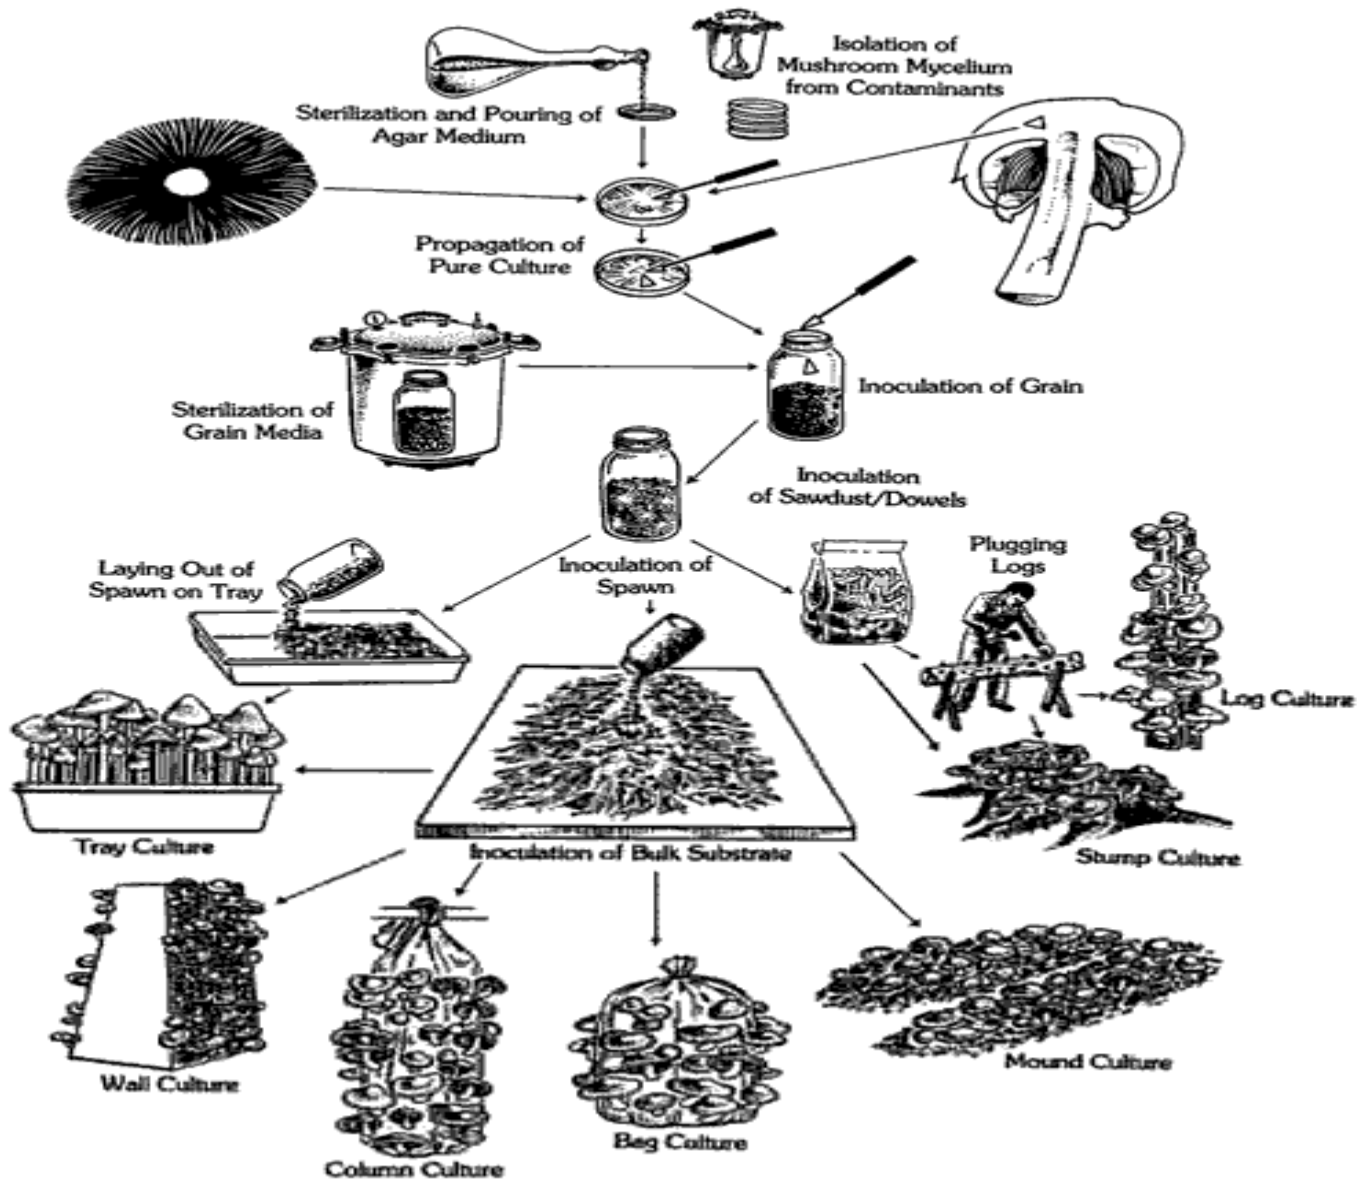 Isolation of
Mushroom Mycelium
from Contaminants
Sterilization and Pouring of
Agar Medium
Propagation of
Pure Culture
Inoculation of Grain
Sterilization of
Grain Media
Inoculation
of Sawdust/Dowels
Plugging
Logs
Laying Out of
Spawn on Tray
Inoculation of
Spawn
Log Culture
Tray Culture
Inoculation of Bulk Substrate
Stump Culture
Wall Culture
Mound Culture
Bag Culture
Column Culture